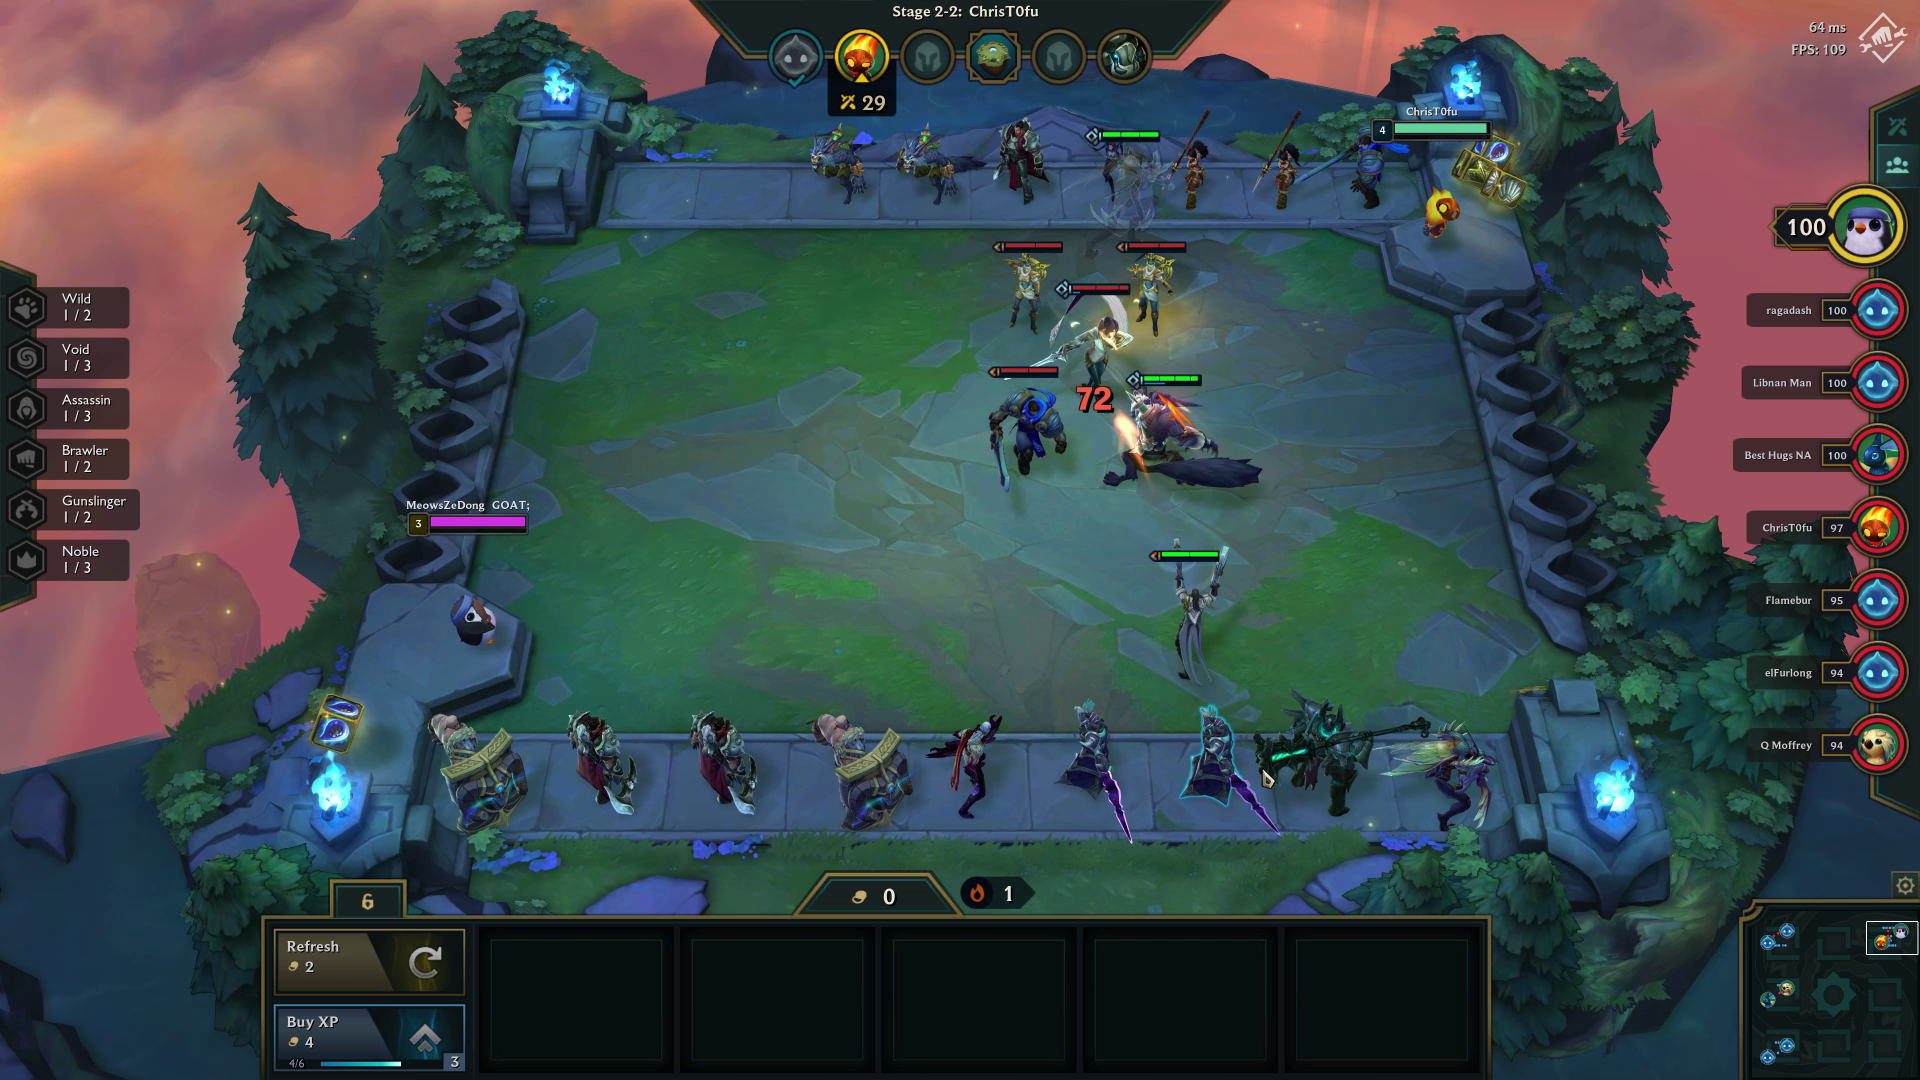 Stage 2-2: ChrisT0fu
64 ms
FPS: 109
29
ChrisT0fu
4
100
Wild
1 / 2
Void
1 / 3
Assassin
1 / 3
Brawler
1 / 2
Gunslinger
1 / 2
Noble
1 / 3
72
MeowsZeDong GOAT;
3
ragadash 100
Libnan Man 100
Best Hugs NA 100
ChrisT0fu 97
Flamebur 95
elFurlong 94
Q Moffrey 94
6
0
1
Refresh
2
Buy XP
4
4/6
3